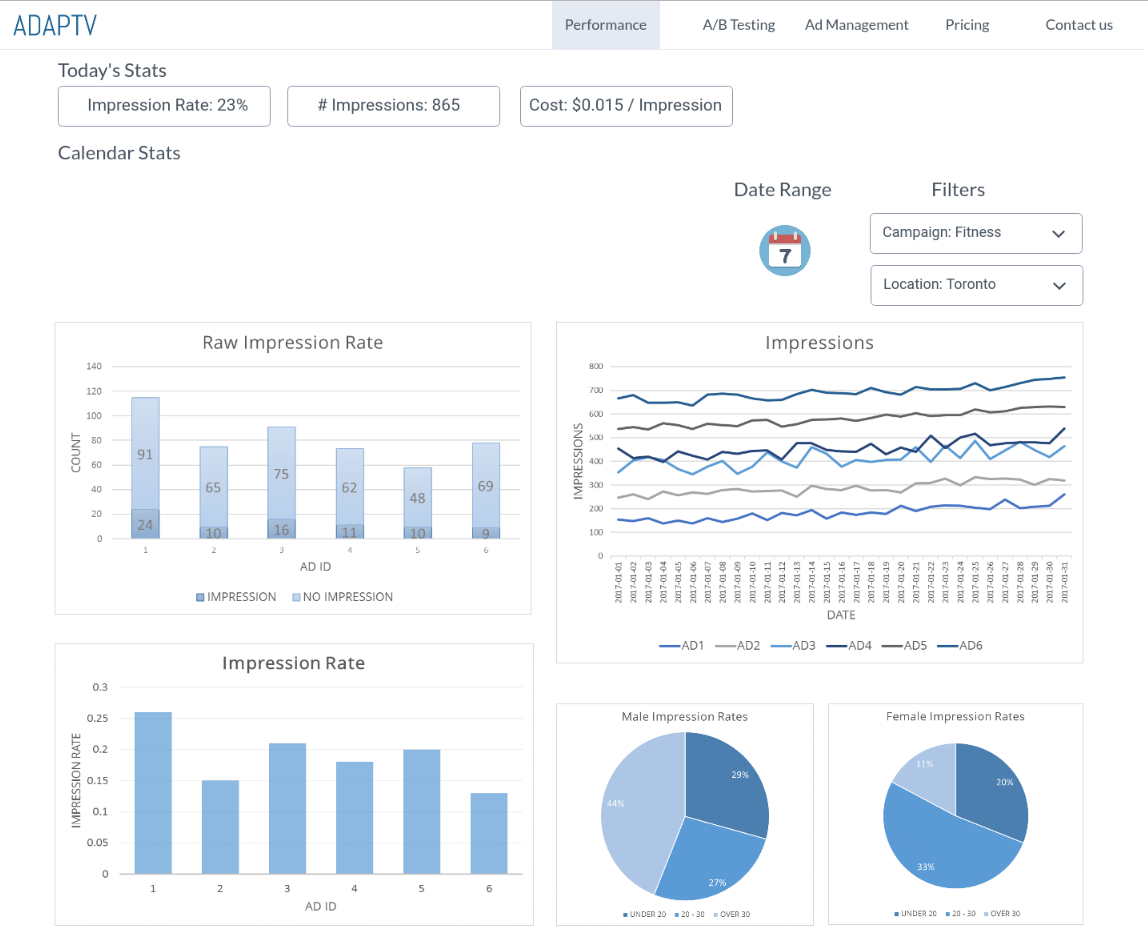 ADAPTV
Performance
A/B Testing
Ad Management
Pricing
Contact us
Today's Stats
Impression Rate: 23%
# Impressions: 865
Cost: $0.015 / Impression
Calendar Stats
Date Range
Filters
7
Campaign: Fitness
Location: Toronto
Raw Impression Rate
140
120
100
80
60
40
20
0
COUNT
91
65
75
62
48
69
24
10
16
11
10
9
1 2 3 4 5 6
AD ID
IMPRESSION NO IMPRESSION
Impressions
800
700
600
500
400
300
200
100
0
IMPRESSIONS
2017-01-01
2017-01-02
2017-01-03
2017-01-04
2017-01-05
2017-01-06
2017-01-07
2017-01-08
2017-01-09
2017-01-10
2017-01-11
2017-01-12
2017-01-13
2017-01-14
2017-01-15
2017-01-16
2017-01-17
2017-01-18
2017-01-19
2017-01-20
2017-01-21
2017-01-22
2017-01-23
2017-01-24
2017-01-25
2017-01-26
2017-01-27
2017-01-28
2017-01-29
2017-01-30
2017-01-31
DATE
AD1 AD2 AD3 AD4 AD5 AD6
Impression Rate
0.3
0.25
0.2
0.15
0.1
0.05
0
IMPRESSION RATE
1 2 3 4 5 6
AD ID
Male Impression Rates
29%
44%
27%
UNDER 20 20 - 30 OVER 30
Female Impression Rates
11%
20%
33%
UNDER 20 20 - 30 OVER 30